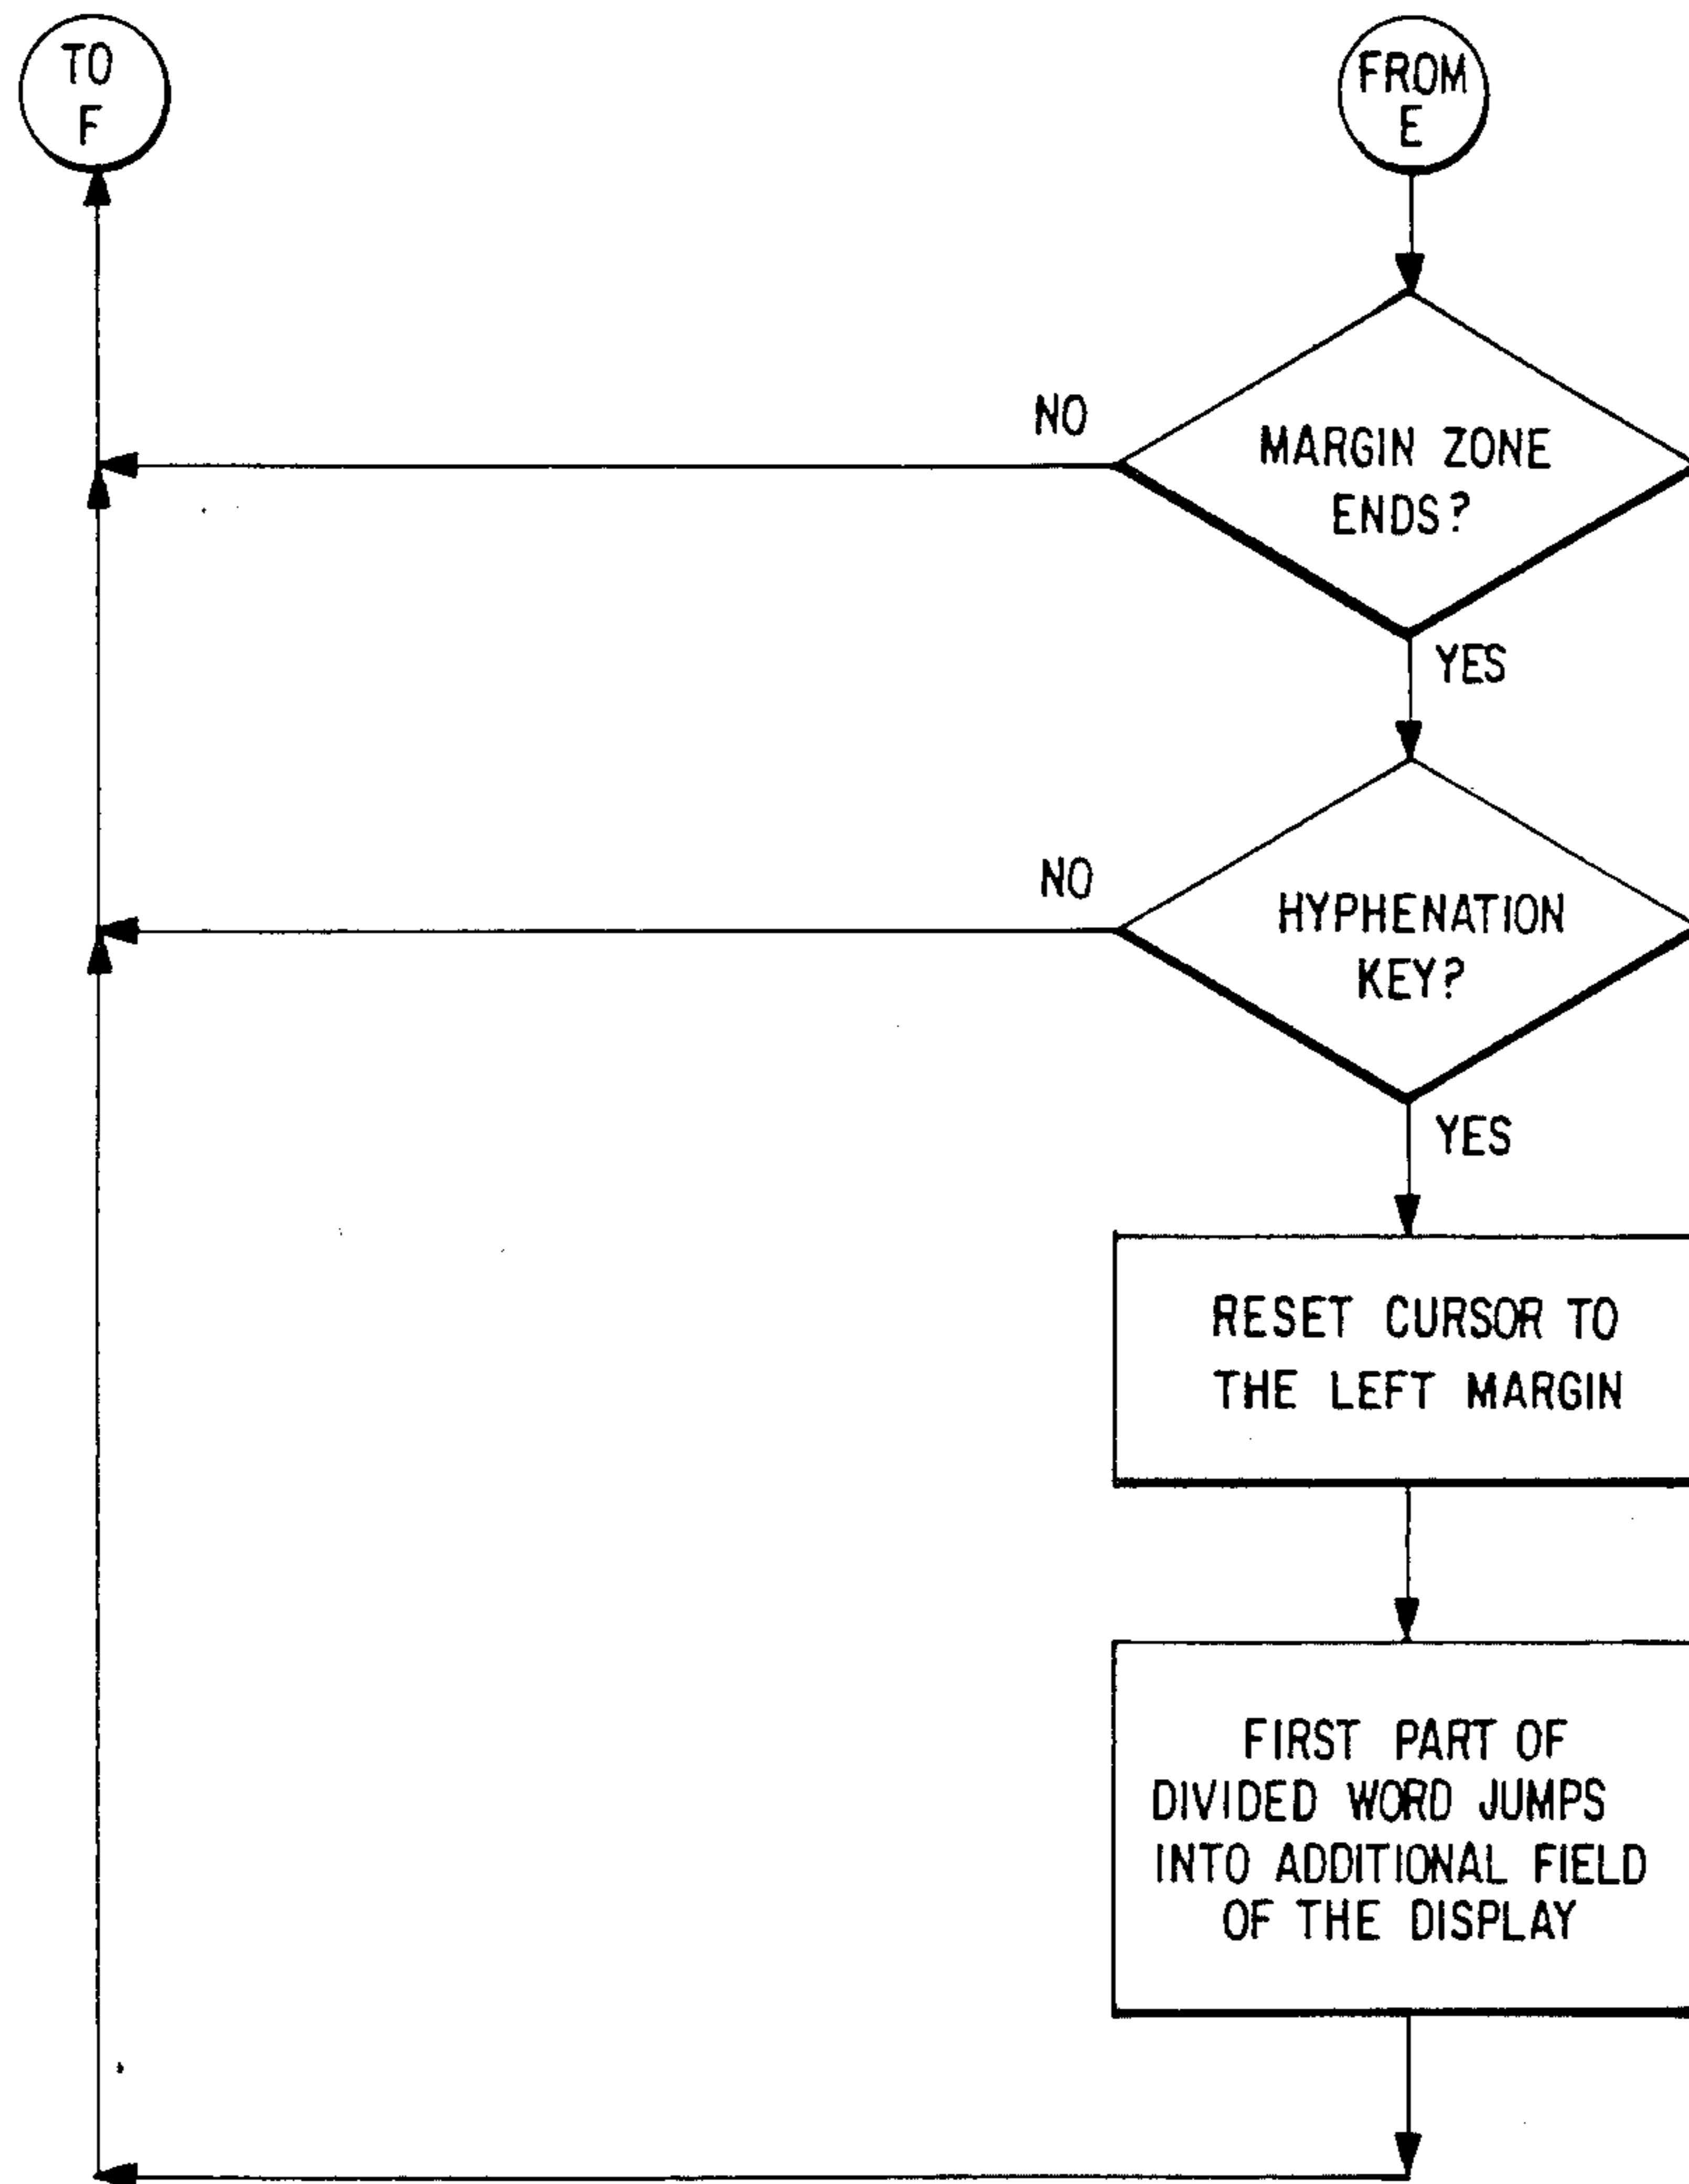 TO
F
FROM
E
NO
MARGIN ZONE
ENDS?
YES
NO
HYPHENATION
KEY?
YES
RESET CURSOR TO
THE LEFT MARGIN
FIRST PART OF
DIVIDED WORD JUMPS
INTO ADDITIONAL FIELD
OF THE DISPLAY